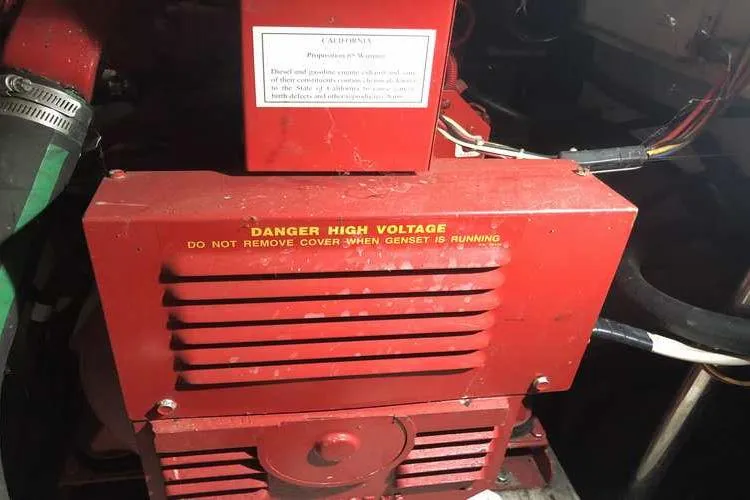 CALIFORNIA
Proposition 65 Warning
Diesel and gasoline engine exhaust and some
of their constituents contain chemicals known
to the State of California to cause cancer,
birth defects and other reproductive harm.
DANGER HIGH VOLTAGE
DO NOT REMOVE COVER WHEN GENSET IS RUNNING